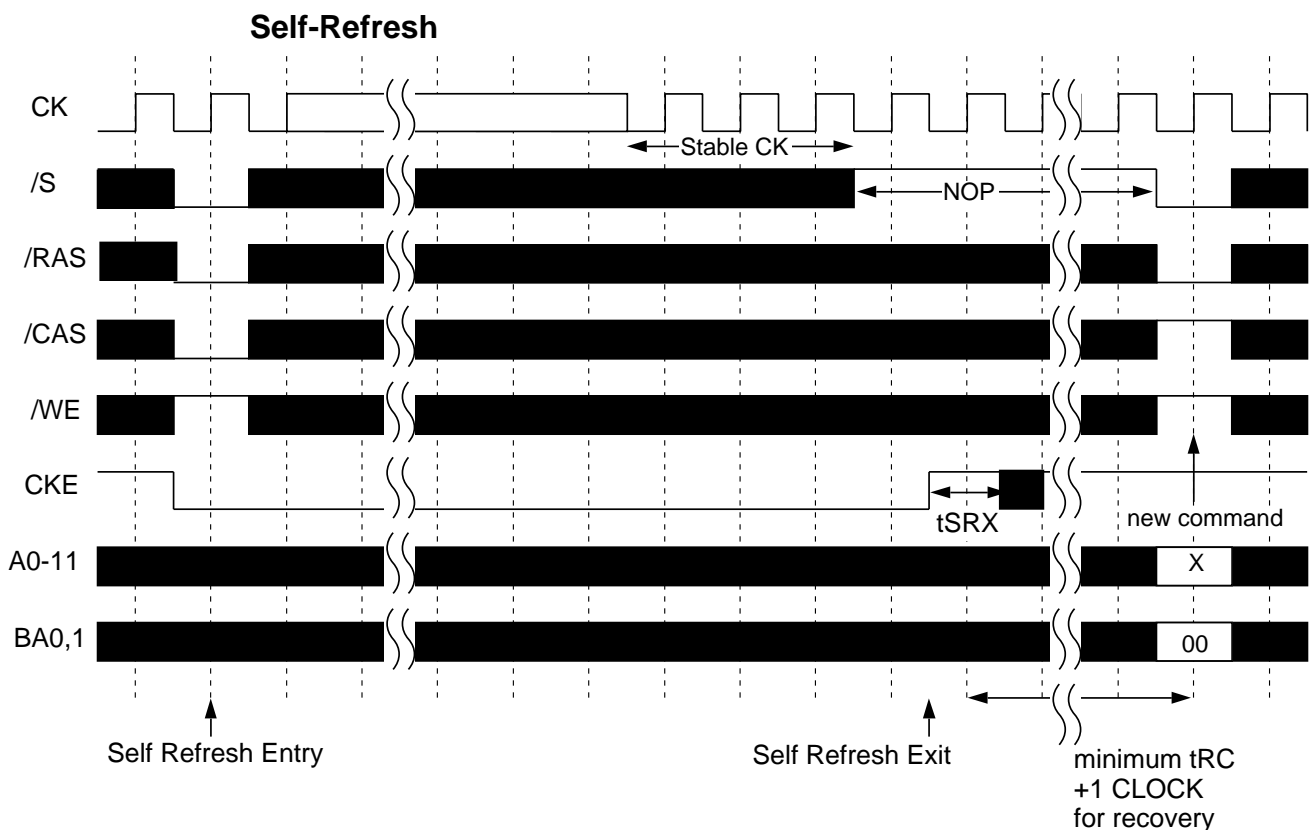 Self-Refresh
CK
Stable CK
/S
NOP
/RAS
/CAS
/WE
CKE
tSRX
new command
A0-11
X
BA0,1
00
Self Refresh Entry
Self Refresh Exit
minimum tRC
+1 CLOCK
for recovery